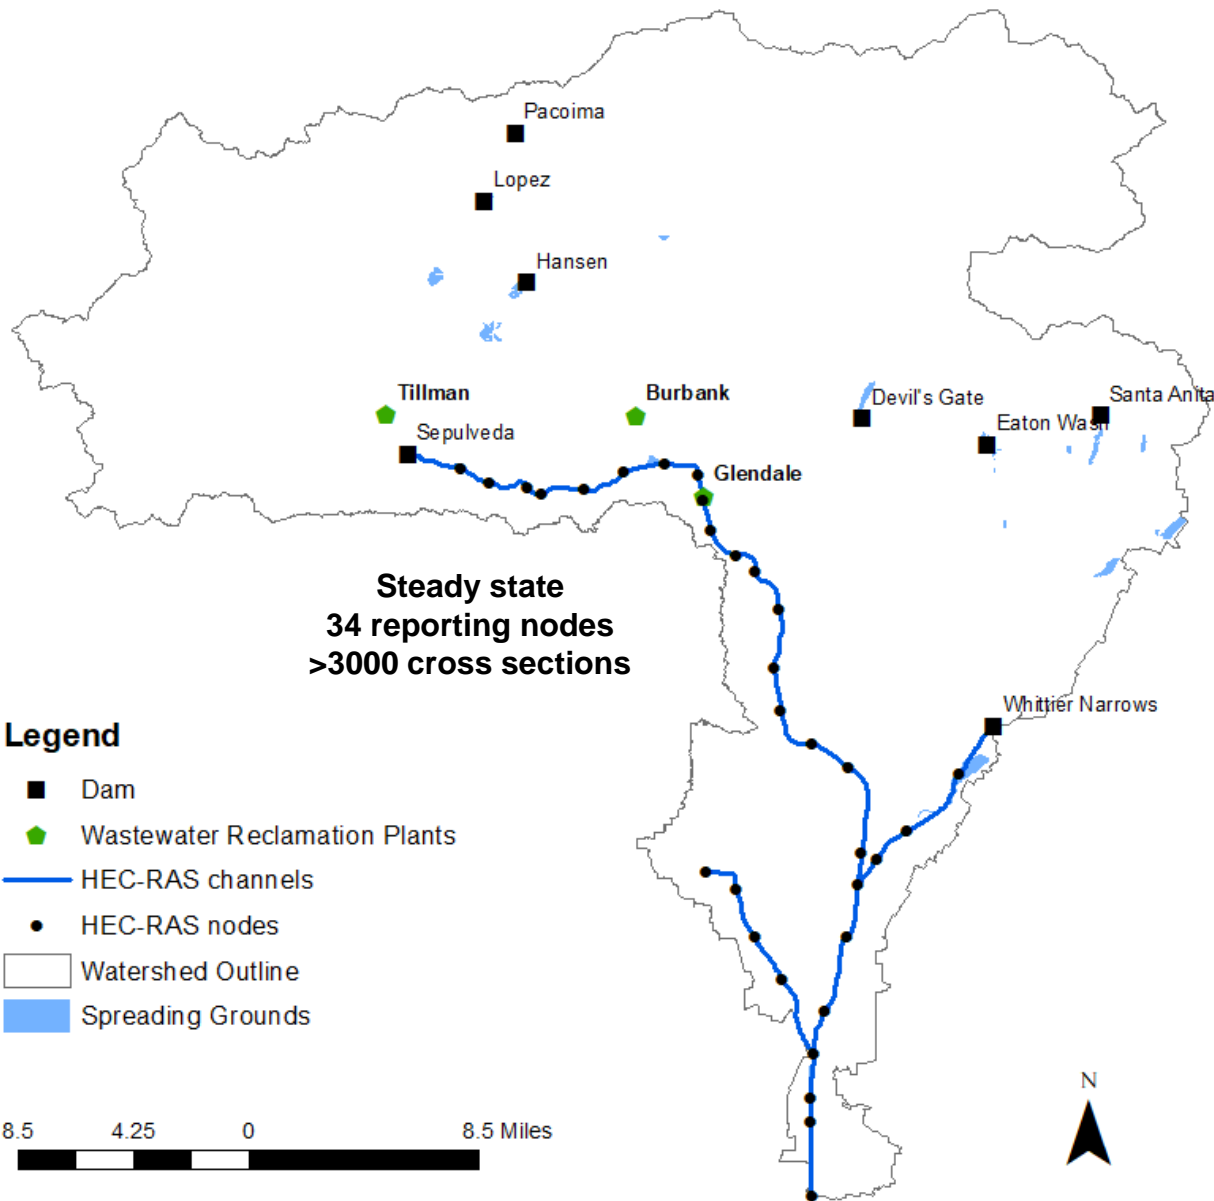 Pacoima
Lopez
Hansen
Tillman
Burbank
Devil's Gate
Santa Anita
Eaton Wash
Sepulveda
Glendale
Steady state
34 reporting nodes
>3000 cross sections
Whittier Narrows
Legend
Dam
Wastewater Reclamation Plants
HEC-RAS channels
HEC-RAS nodes
Watershed Outline
Spreading Grounds
N
8.5 4.25 0 8.5 Miles